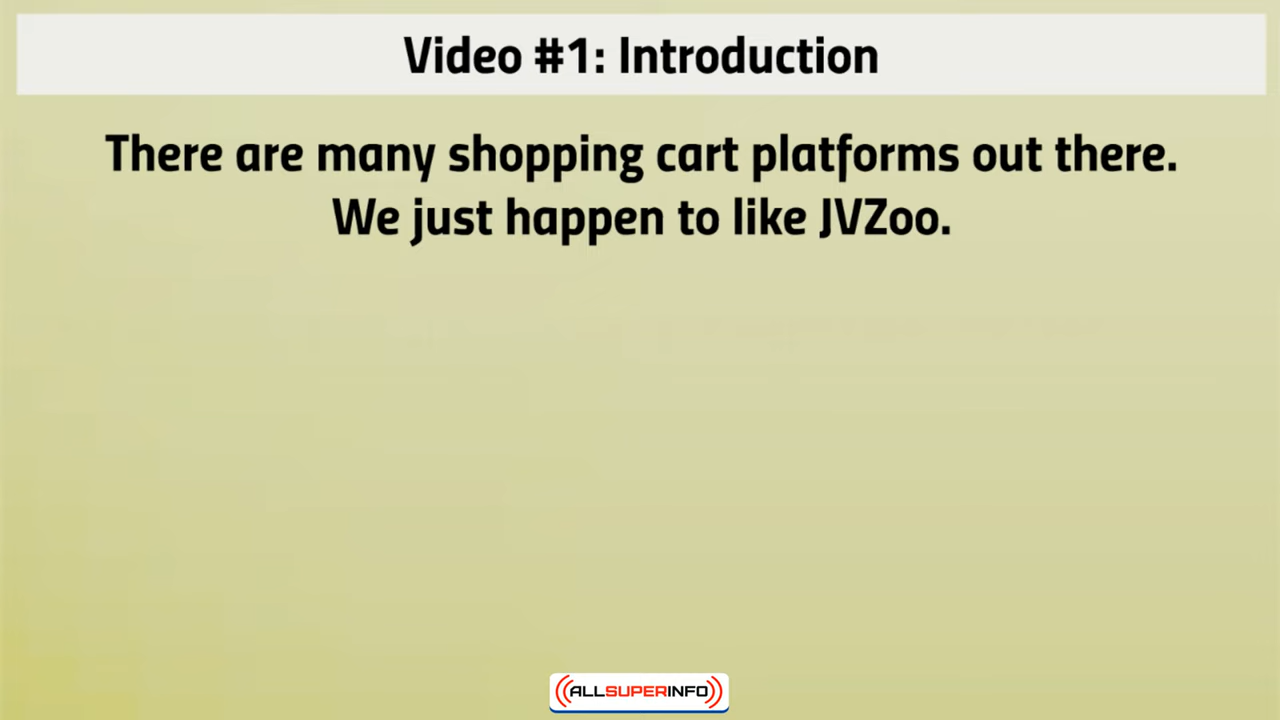 Video #1: Introduction
There are many shopping cart platforms out there.
We just happen to like JVZoo.
ALLSUPERINFO